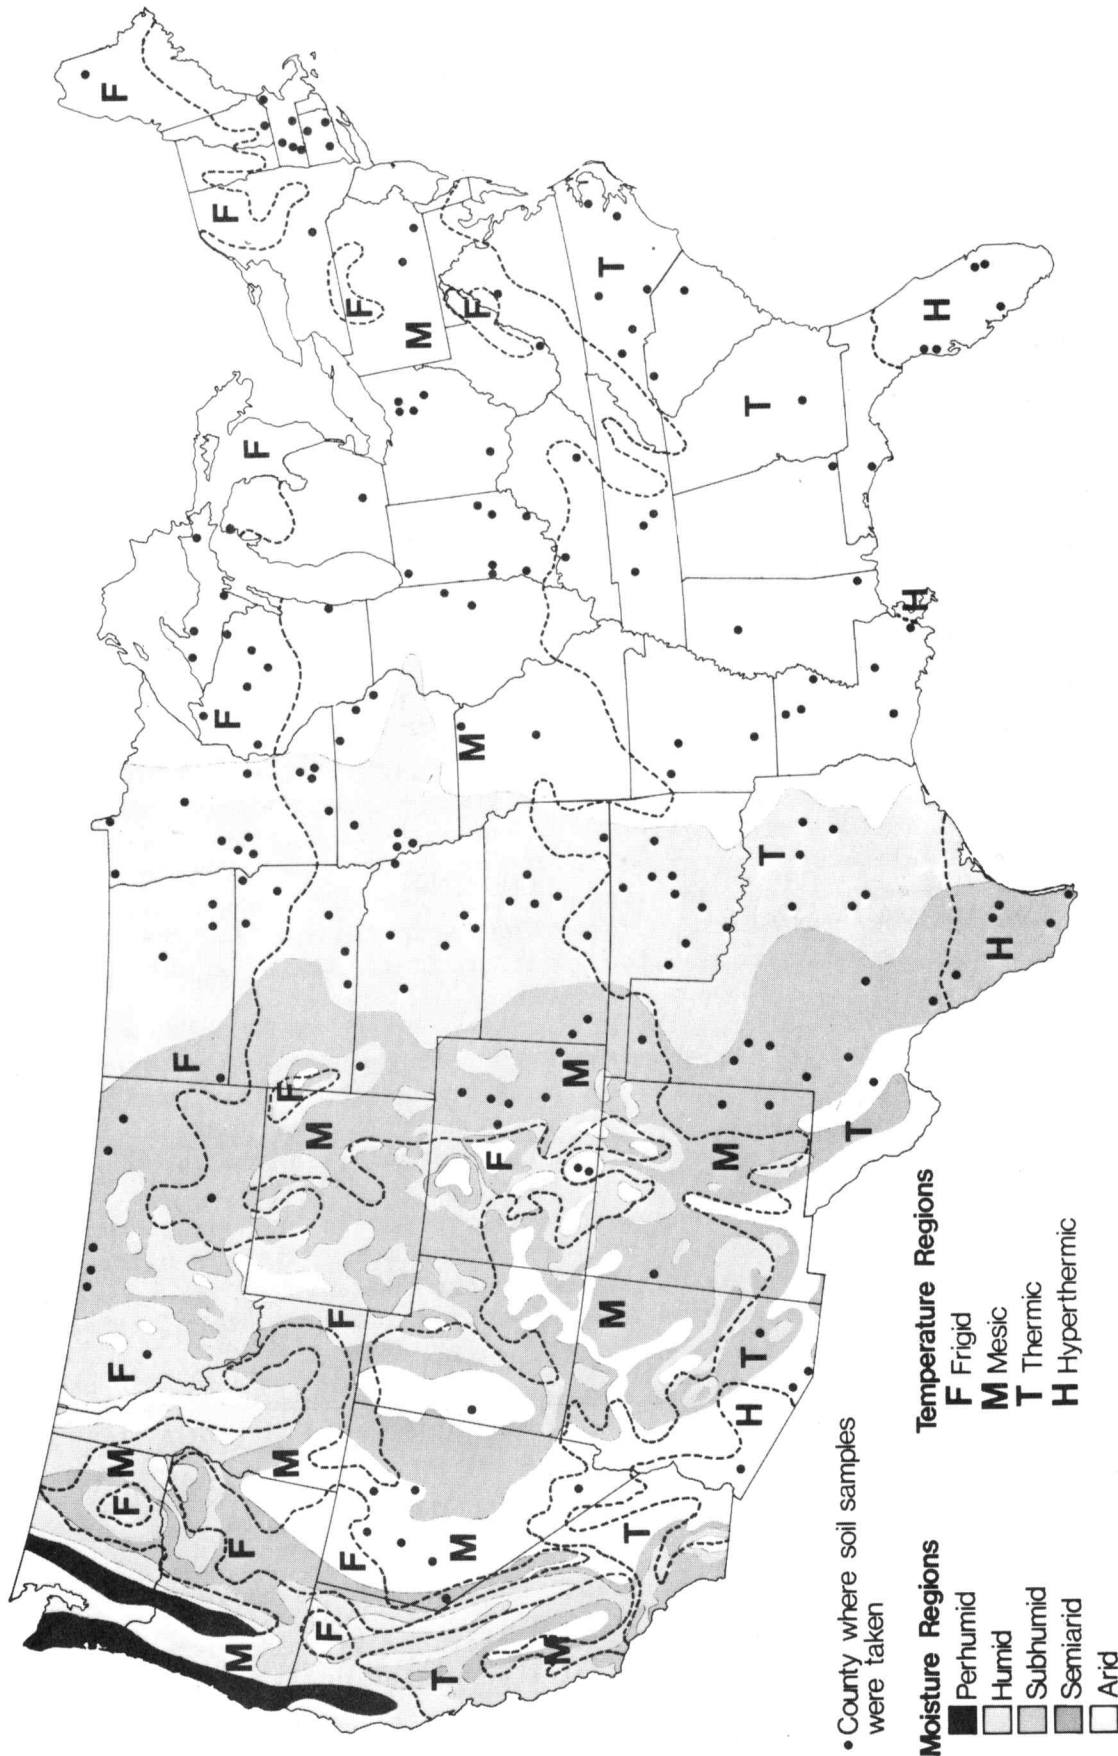 F
F
F
F
T
M
H
T
F
H
F
M
T
H
F
F
M
M
F
M
T
F
M
F
T
H
M
M
F
F
F
M
T
F
M
M
T
• County where soil samples
were taken
Moisture Regions
Perhumid
Humid
Subhumid
Semiarid
Arid
Temperature Regions
F Frigid
M Mesic
T Thermic
H Hyperthermic